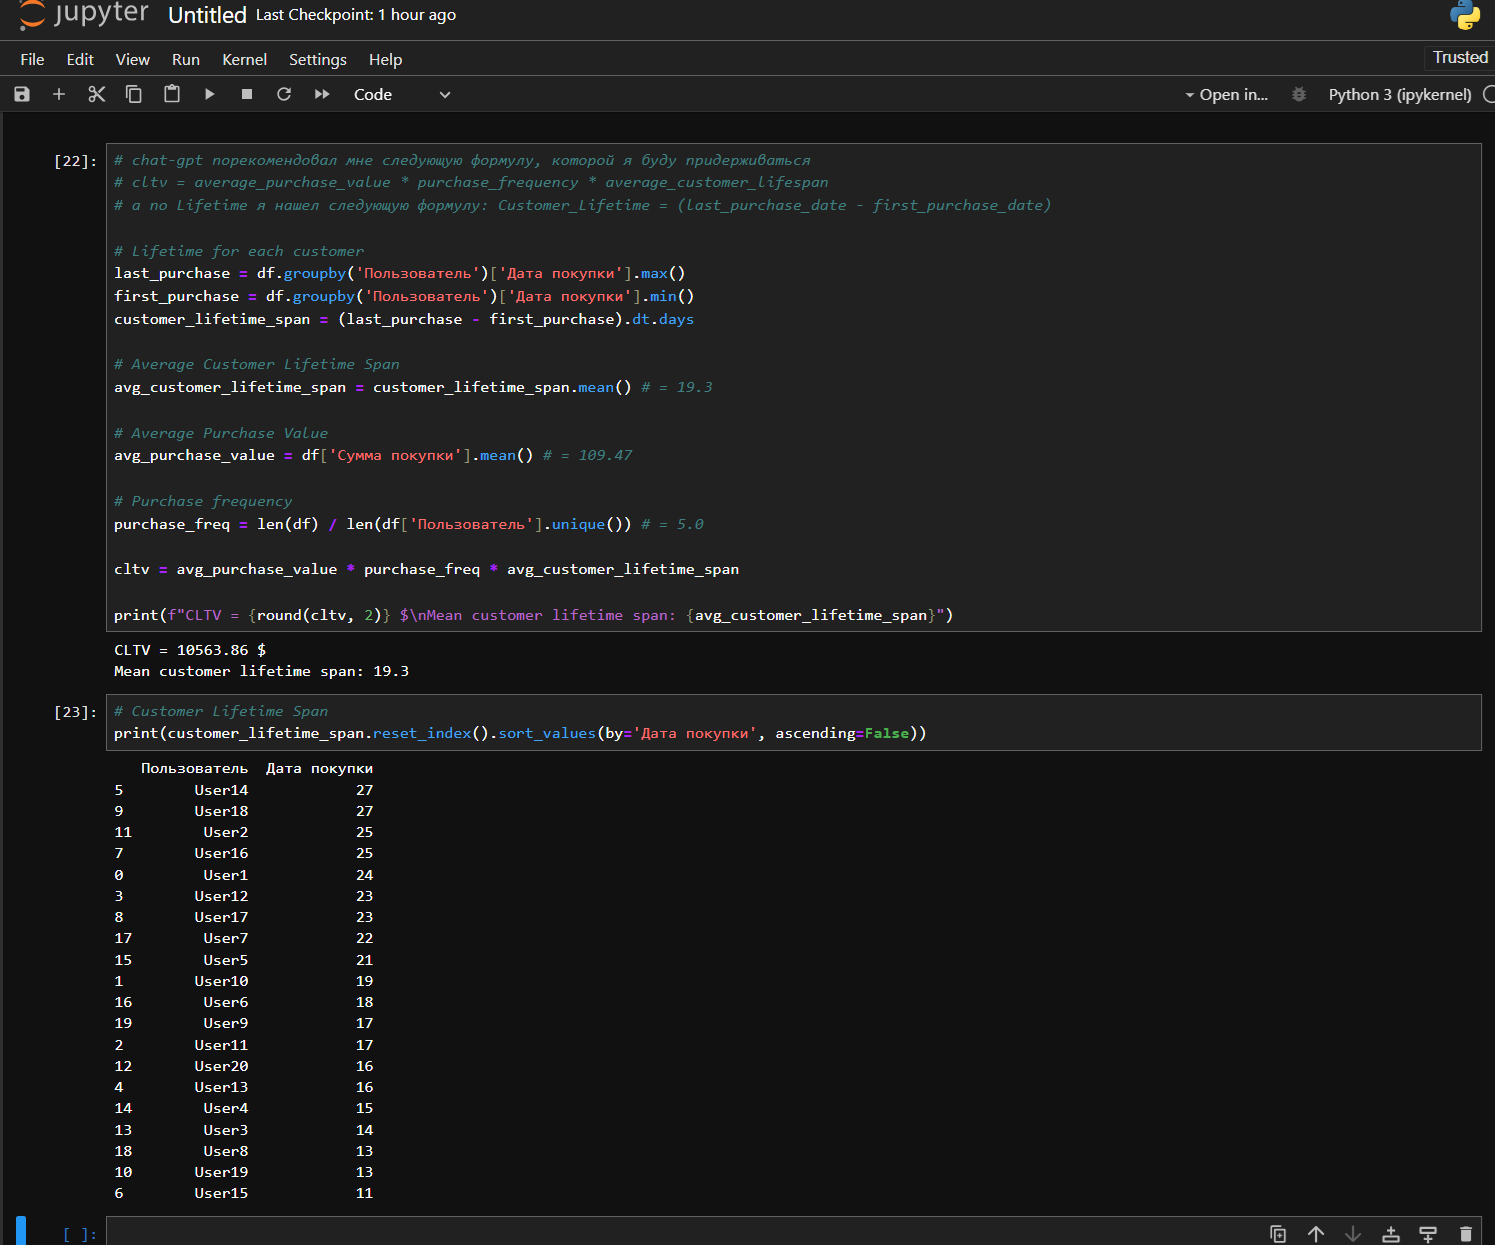 jupyter Untitled Last Checkpoint: 1 hour ago
File Edit View Run Kernel Settings Help Trusted
Code Open in... Python 3 (ipykernel)
[22]: # chat-gpt порекомендовал мне следующую формулу, которой я буду придерживаться
# cltv = average_purchase_value * purchase_frequency * average_customer_lifespan
# а по Lifetime я нашел следующую формулу: Customer_Lifetime = (last_purchase_date - first_purchase_date)
# Lifetime for each customer
last_purchase = df.groupby('Пользователь')['Дата покупки'].max()
first_purchase = df.groupby('Пользователь')['Дата покупки'].min()
customer_lifetime_span = (last_purchase - first_purchase).dt.days
# Average Customer Lifetime Span
avg_customer_lifetime_span = customer_lifetime_span.mean() # = 19.3
# Average Purchase Value
avg_purchase_value = df['Сумма покупки'].mean() # = 109.47
# Purchase frequency
purchase_freq = len(df) / len(df['Пользователь'].unique()) # = 5.0
cltv = avg_purchase_value * purchase_freq * avg_customer_lifetime_span
print(f"CLTV = {round(cltv, 2)} $\nMean customer lifetime span: {avg_customer_lifetime_span}")
CLTV = 10563.86 $
Mean customer lifetime span: 19.3
[23]: # Customer Lifetime Span
print(customer_lifetime_span.reset_index().sort_values(by='Дата покупки', ascending=False))
Пользователь Дата покупки
5 User14 27
9 User18 27
11 User2 25
7 User16 25
0 User1 24
3 User12 23
8 User17 23
17 User7 22
15 User5 21
1 User10 19
16 User6 18
19 User9 17
2 User11 17
12 User20 16
4 User13 16
14 User4 15
13 User3 14
18 User8 13
10 User19 13
6 User15 11
[ ]: